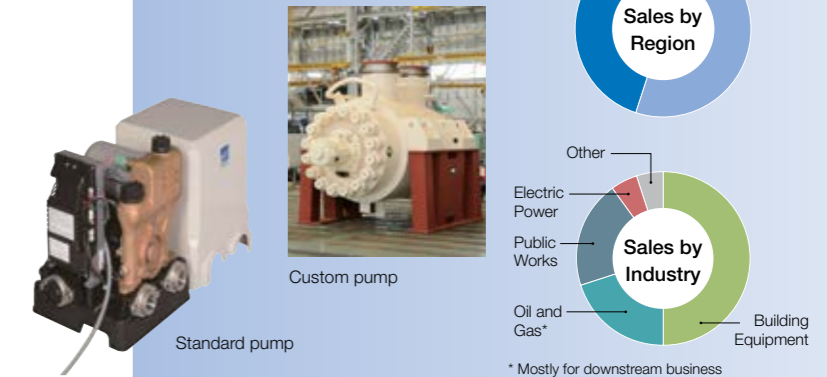 Sales by
Region
Custom pump
Standard pump
Other
Electric
Power
Public
Works
Oil and
Gas*
Sales by
Industry
Building
Equipment
* Mostly for downstream business